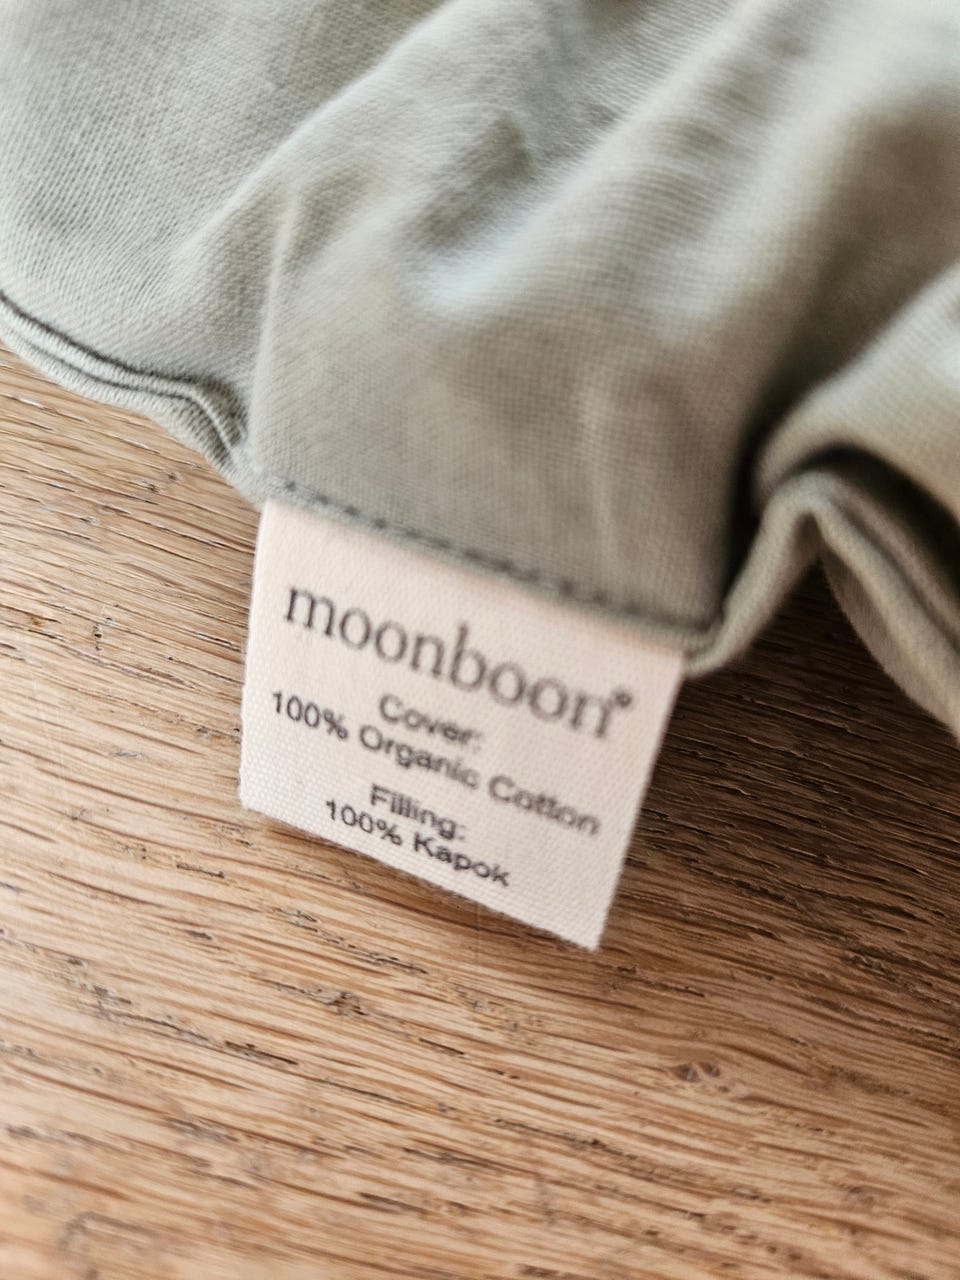 moonboon®
Cover:
100% Organic Cotton
Filling:
100% Kapok